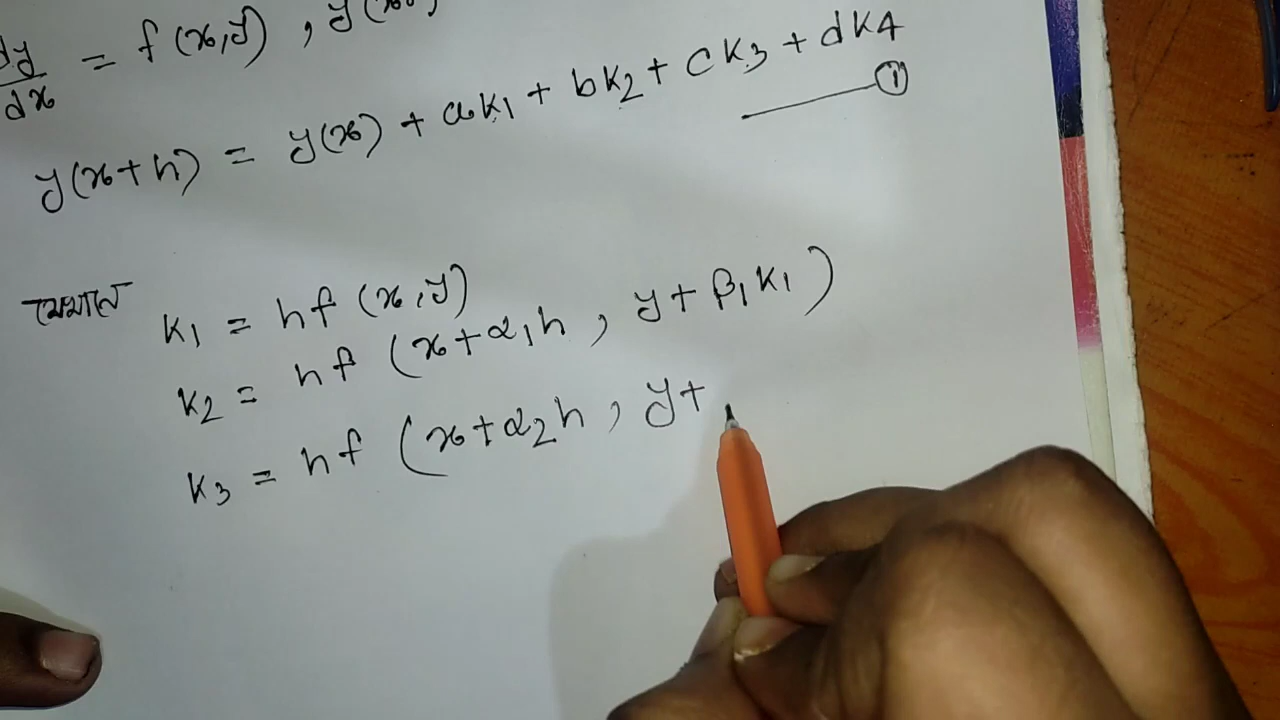 dy/dx = f(x,y), y(x₀)
y(x+h) = y(x) + ak₁ + bk₂ + ck₃ + dk₄ —— ①
যেখানে k₁ = hf(x,y)
k₂ = hf (x+α₁h, y+β₁k₁)
k₃ = hf (x+α₂h, y+